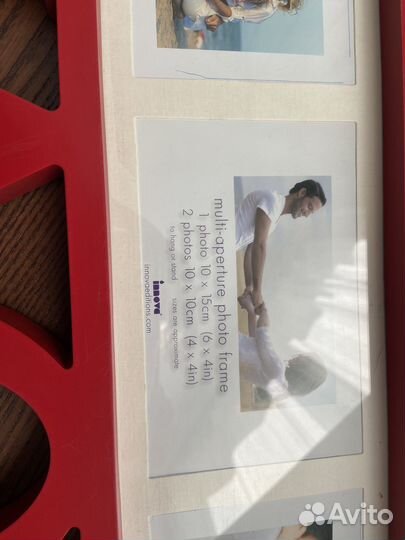 multi-aperture photo frame
1 photo 10 x 15cm (6 x 4in)
2 photos 10 x 10cm (4 x 4in)
to hang or stand sizes are approximate
innova
innovaeditions.com
Avito